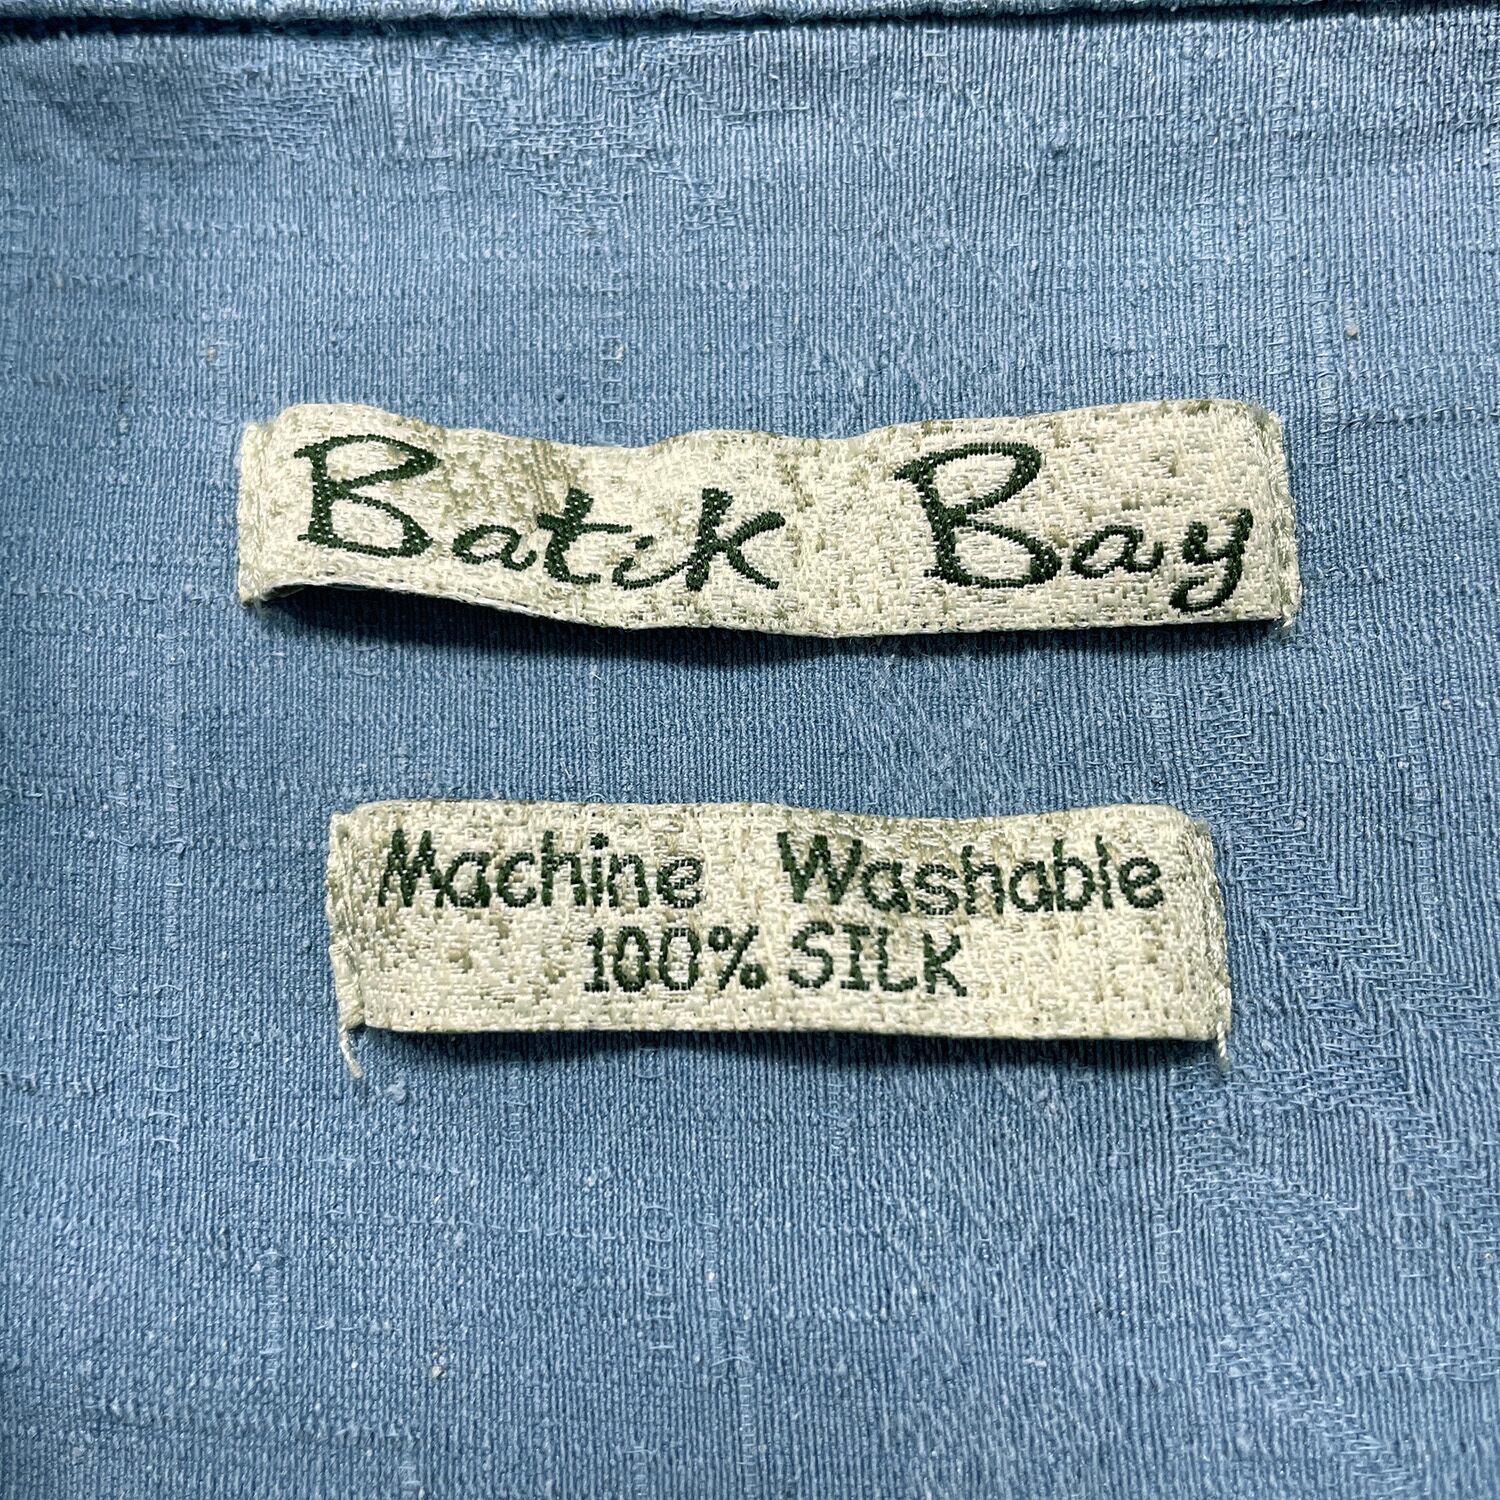 Batik Bay
Machine Washable
100% SILK